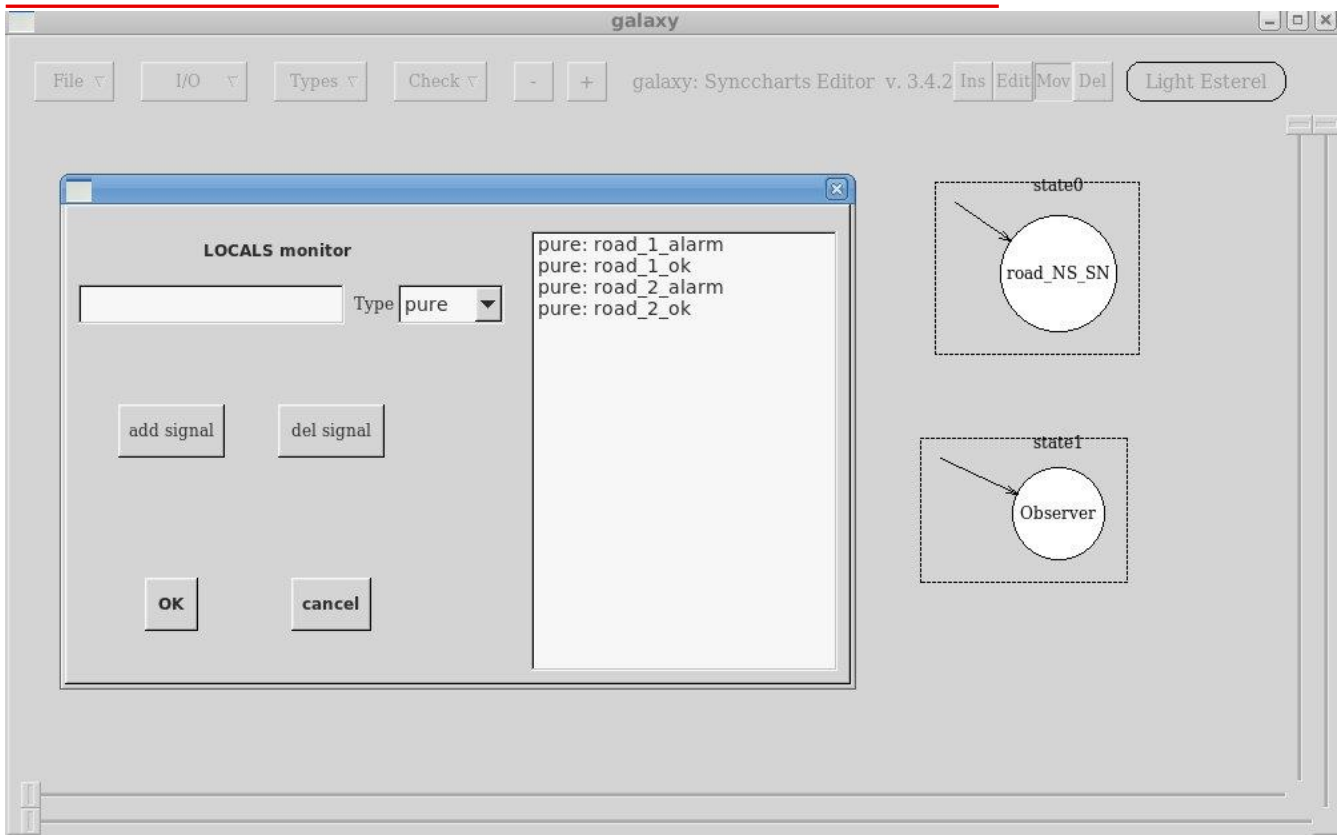 galaxy
File I/O Types Check - + galaxy: Synccharts Editor v. 3.4.2 Ins Edit Mov Del Light Esterel
LOCALS monitor
Type pure
add signal del signal
OK cancel
pure: road_1_alarm
pure: road_1_ok
pure: road_2_alarm
pure: road_2_ok
state0
road_NS_SN
state1
Observer